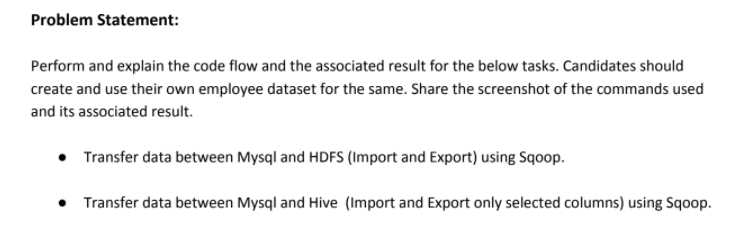 Problem Statement:
Perform and explain the code flow and the associated result for the below tasks. Candidates should
create and use their own employee dataset for the same. Share the screenshot of the commands used
and its associated result.
• Transfer data between Mysql and HDFS (Import and Export) using Sqoop.
• Transfer data between Mysql and Hive (Import and Export only selected columns) using Sqoop.